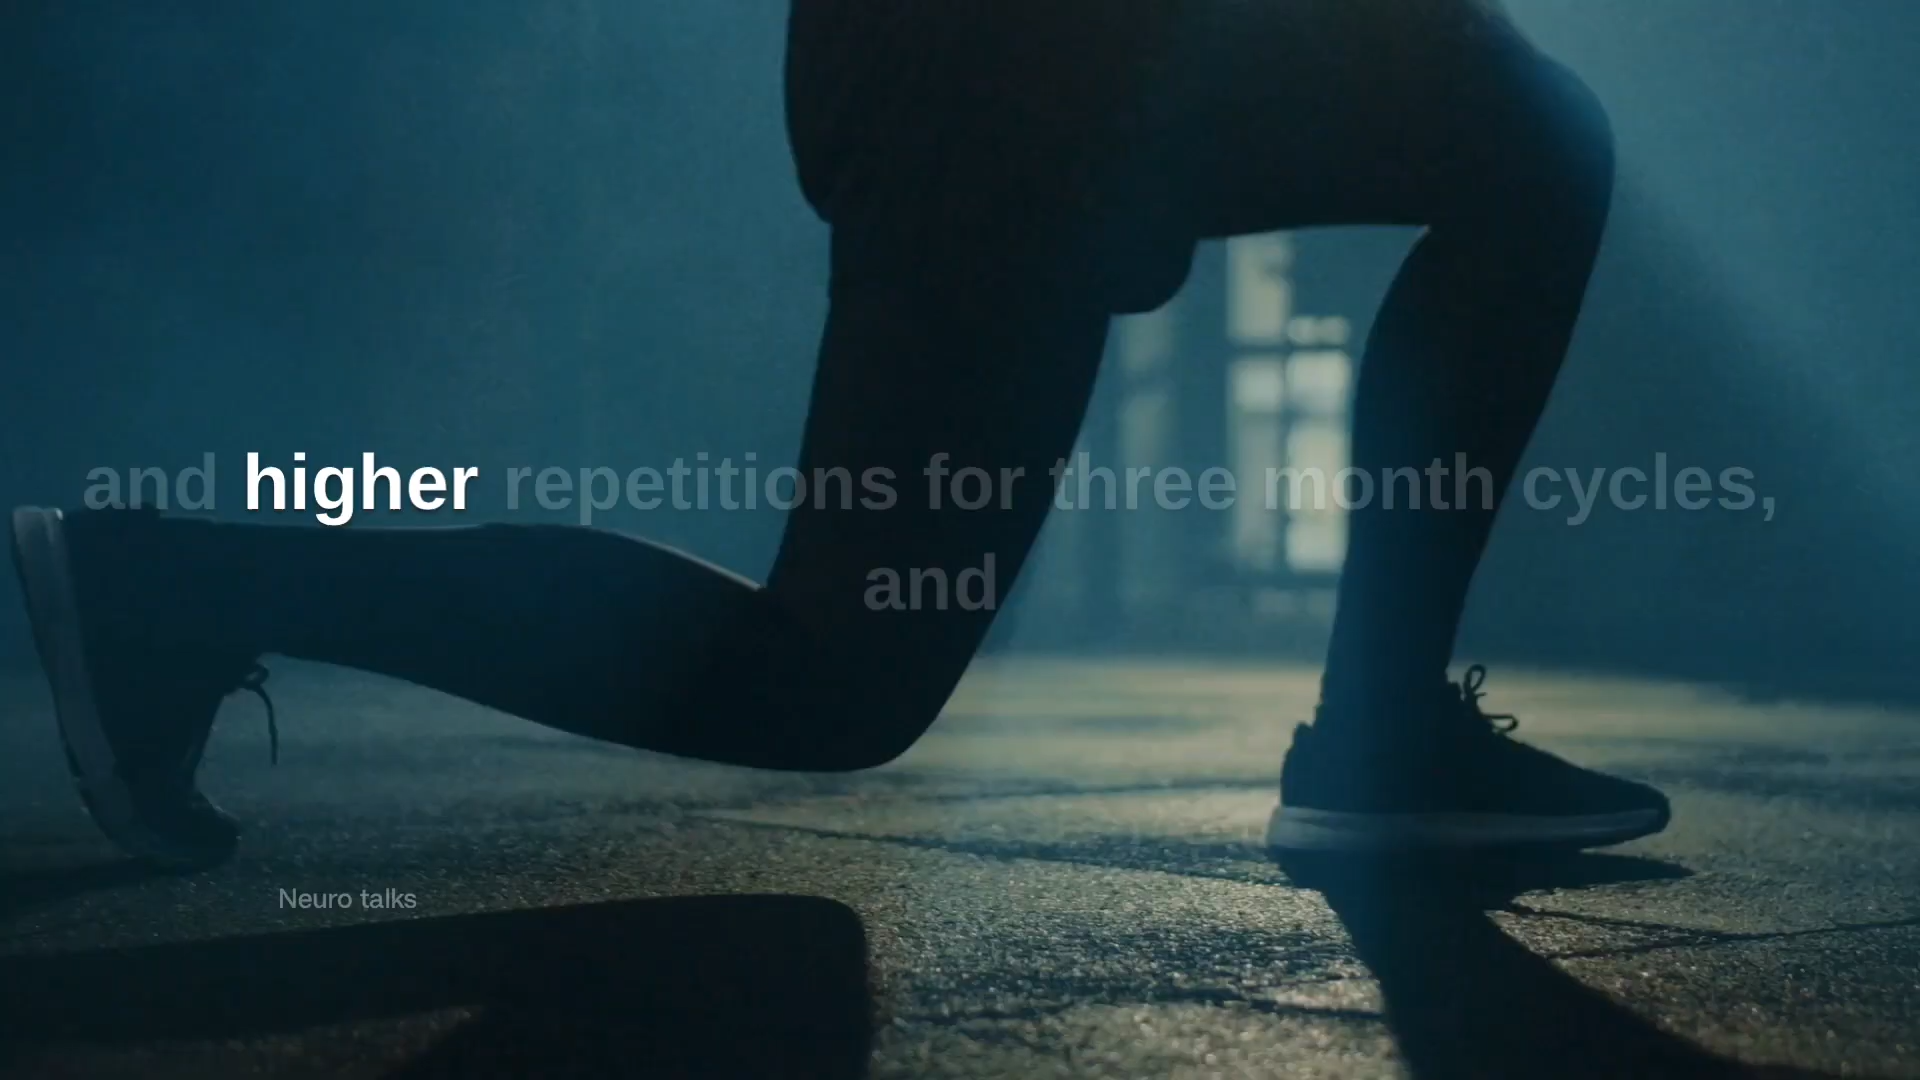 and higher repetitions for three month cycles,
and
Neuro talks